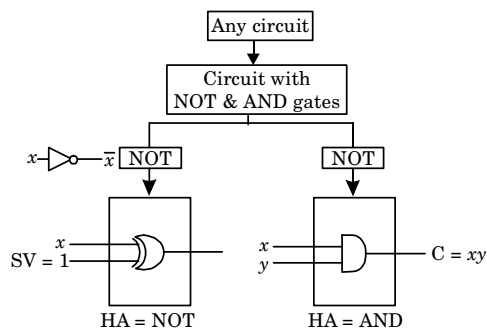 Any circuit
Circuit with
NOT & AND gates
x
x̅
NOT
NOT
x
SV = 1
x
y
C = xy
HA = NOT
HA = AND